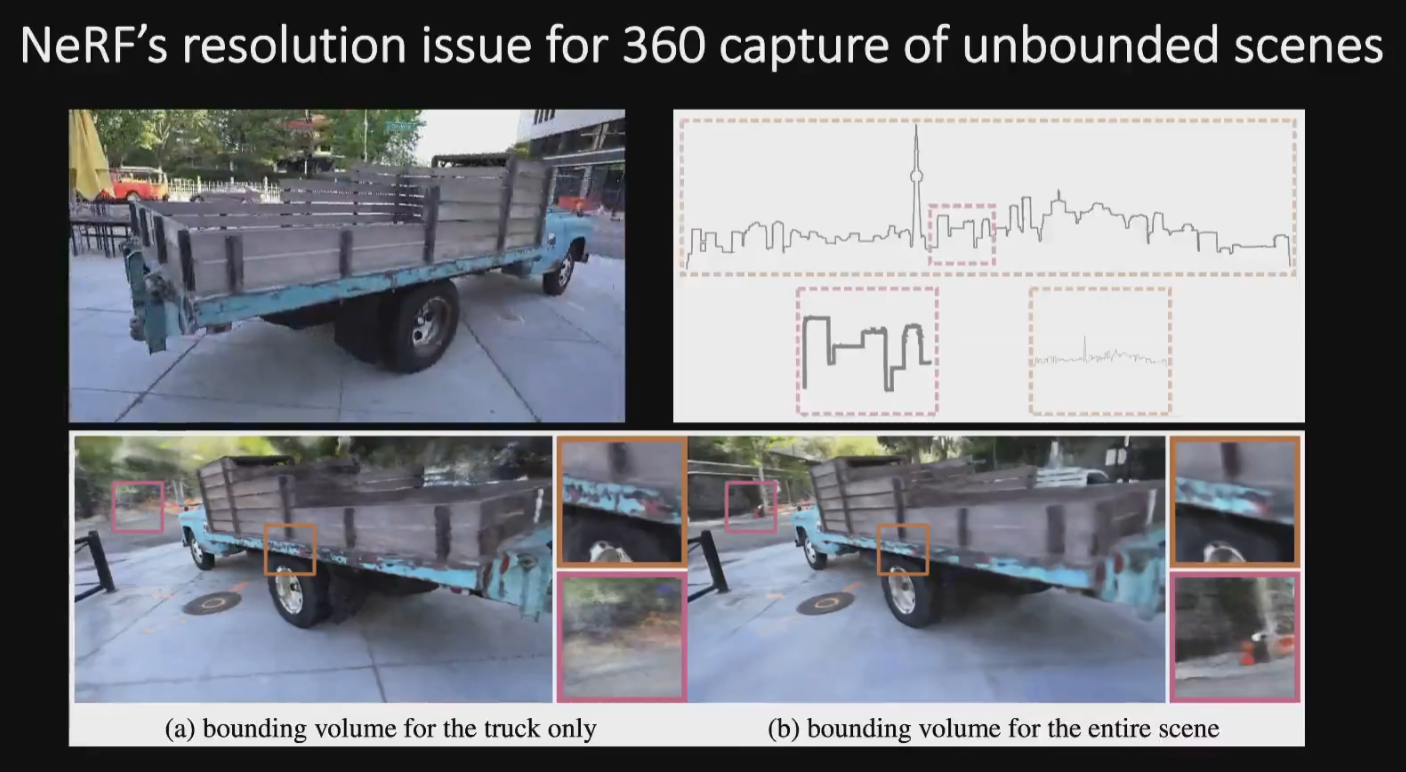 NeRF's resolution issue for 360 capture of unbounded scenes
(a) bounding volume for the truck only
(b) bounding volume for the entire scene